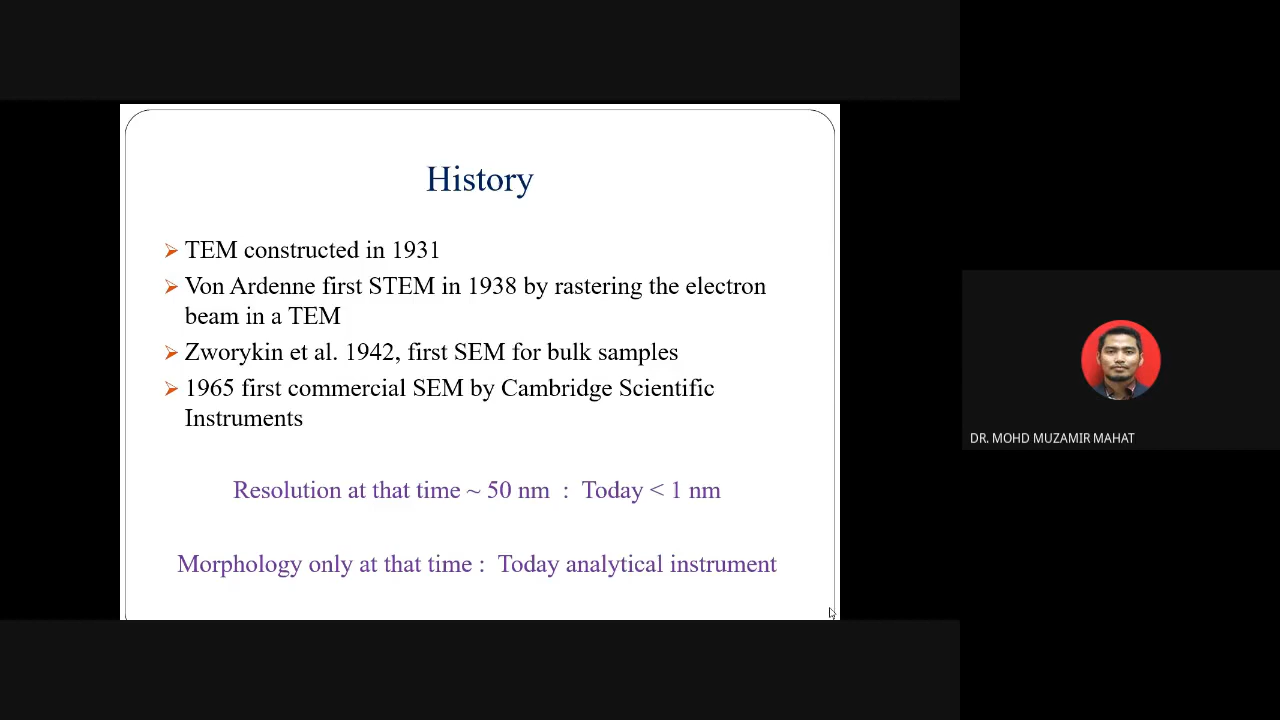 History
TEM constructed in 1931
Von Ardenne first STEM in 1938 by rastering the electron
beam in a TEM
Zworykin et al. 1942, first SEM for bulk samples
1965 first commercial SEM by Cambridge Scientific
Instruments
Resolution at that time ~ 50 nm : Today < 1 nm
Morphology only at that time : Today analytical instrument
DR. MOHD MUZAMIR MAHAT